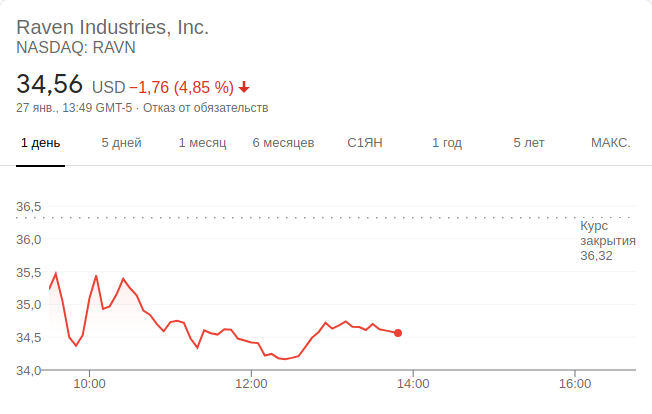 Raven Industries, Inc.
NASDAQ: RAVN
34,56 USD −1,76 (4,85 %)
27 янв., 13:49 GMT-5 · Отказ от обязательств
1 день 5 дней 1 месяц 6 месяцев С1ЯН 1 год 5 лет МАКС.
36,5
Курс
36,0 закрытия
36,32
35,5
35,0
34,5
34,0
10:00 12:00 14:00 16:00